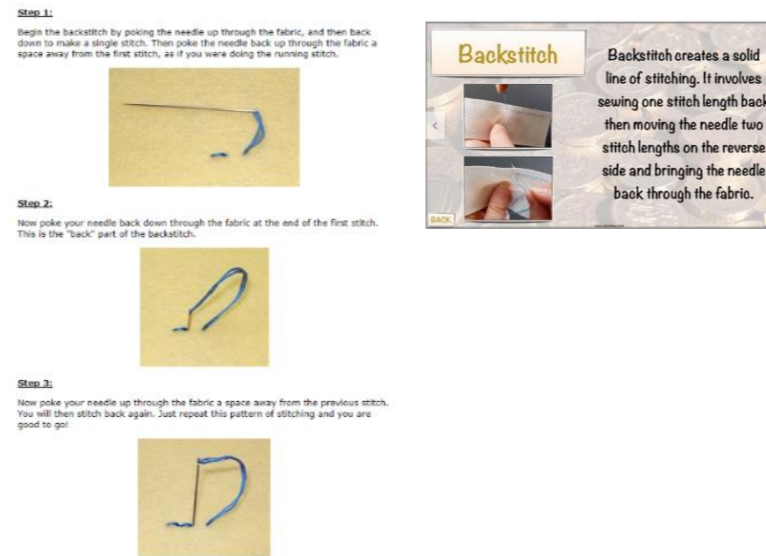 Step 1:
Begin the backstitch by poking the needle up through the fabric, and then back
down to make a single stitch. Then poke the needle back up through the fabric a
space away from the first stitch, as if you were doing the running stitch.
Step 2:
Now poke your needle back down through the fabric at the end of the first stitch.
This is the "back" part of the backstitch.
Step 3:
Now poke your needle up through the fabric a space away from the previous stitch.
You will then stitch back again. Just repeat this pattern of stitching and you are
good to go!
Backstitch
Backstitch creates a solid
line of stitching. It involves
sewing one stitch length back
then moving the needle two
stitch lengths on the reverse
side and bringing the needle
back through the fabric.
BACK